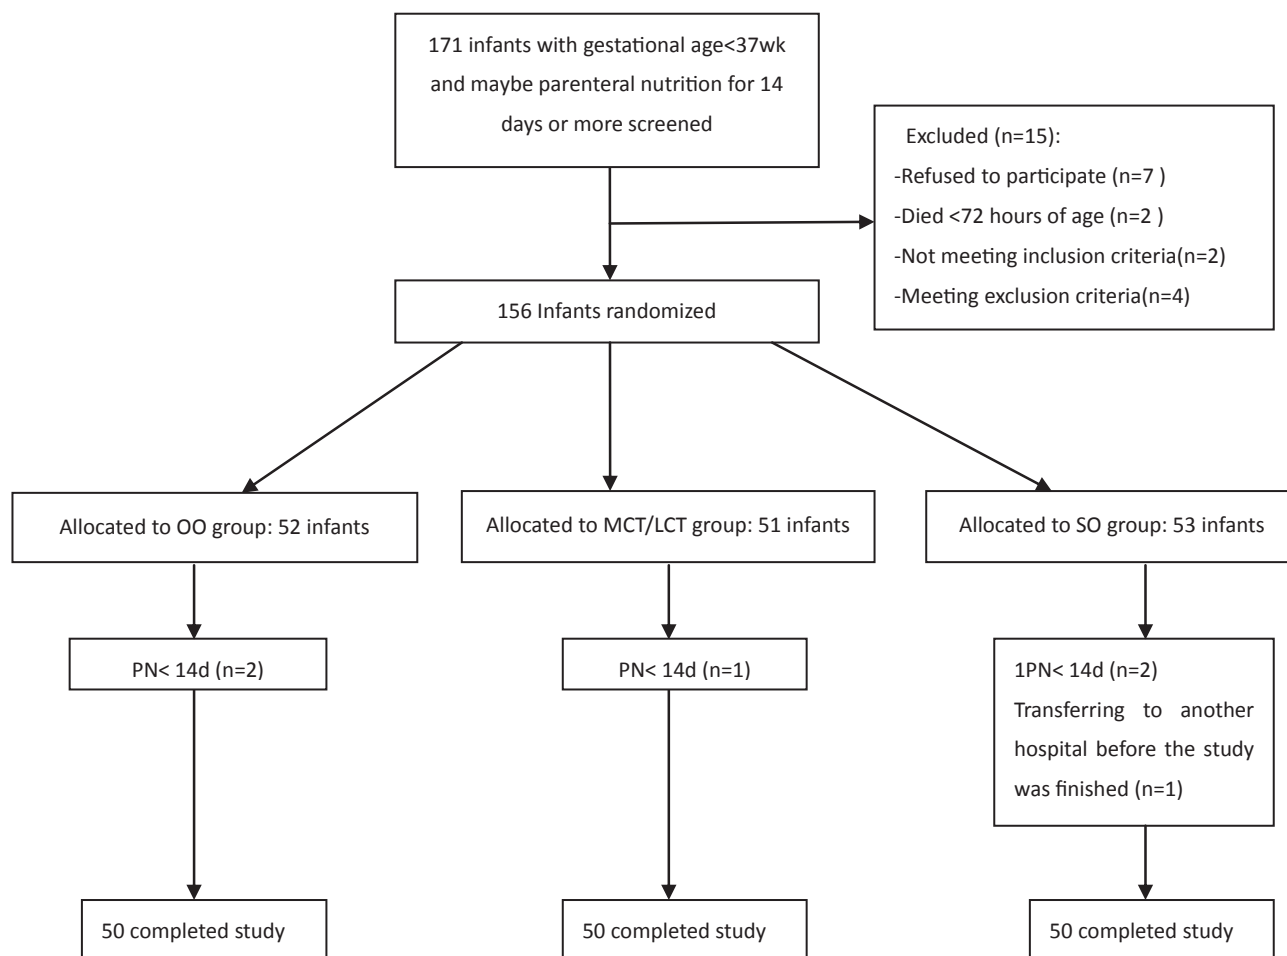 171 infants with gestational age<37wk
and maybe parenteral nutrition for 14
days or more screened
Excluded (n=15):
-Refused to participate (n=7 )
-Died <72 hours of age (n=2 )
-Not meeting inclusion criteria(n=2)
-Meeting exclusion criteria(n=4)
156 Infants randomized
Allocated to OO group: 52 infants
Allocated to MCT/LCT group: 51 infants
Allocated to SO group: 53 infants
PN< 14d (n=2)
PN< 14d (n=1)
1PN< 14d (n=2)
Transferring to another
hospital before the study
was finished (n=1)
50 completed study
50 completed study
50 completed study